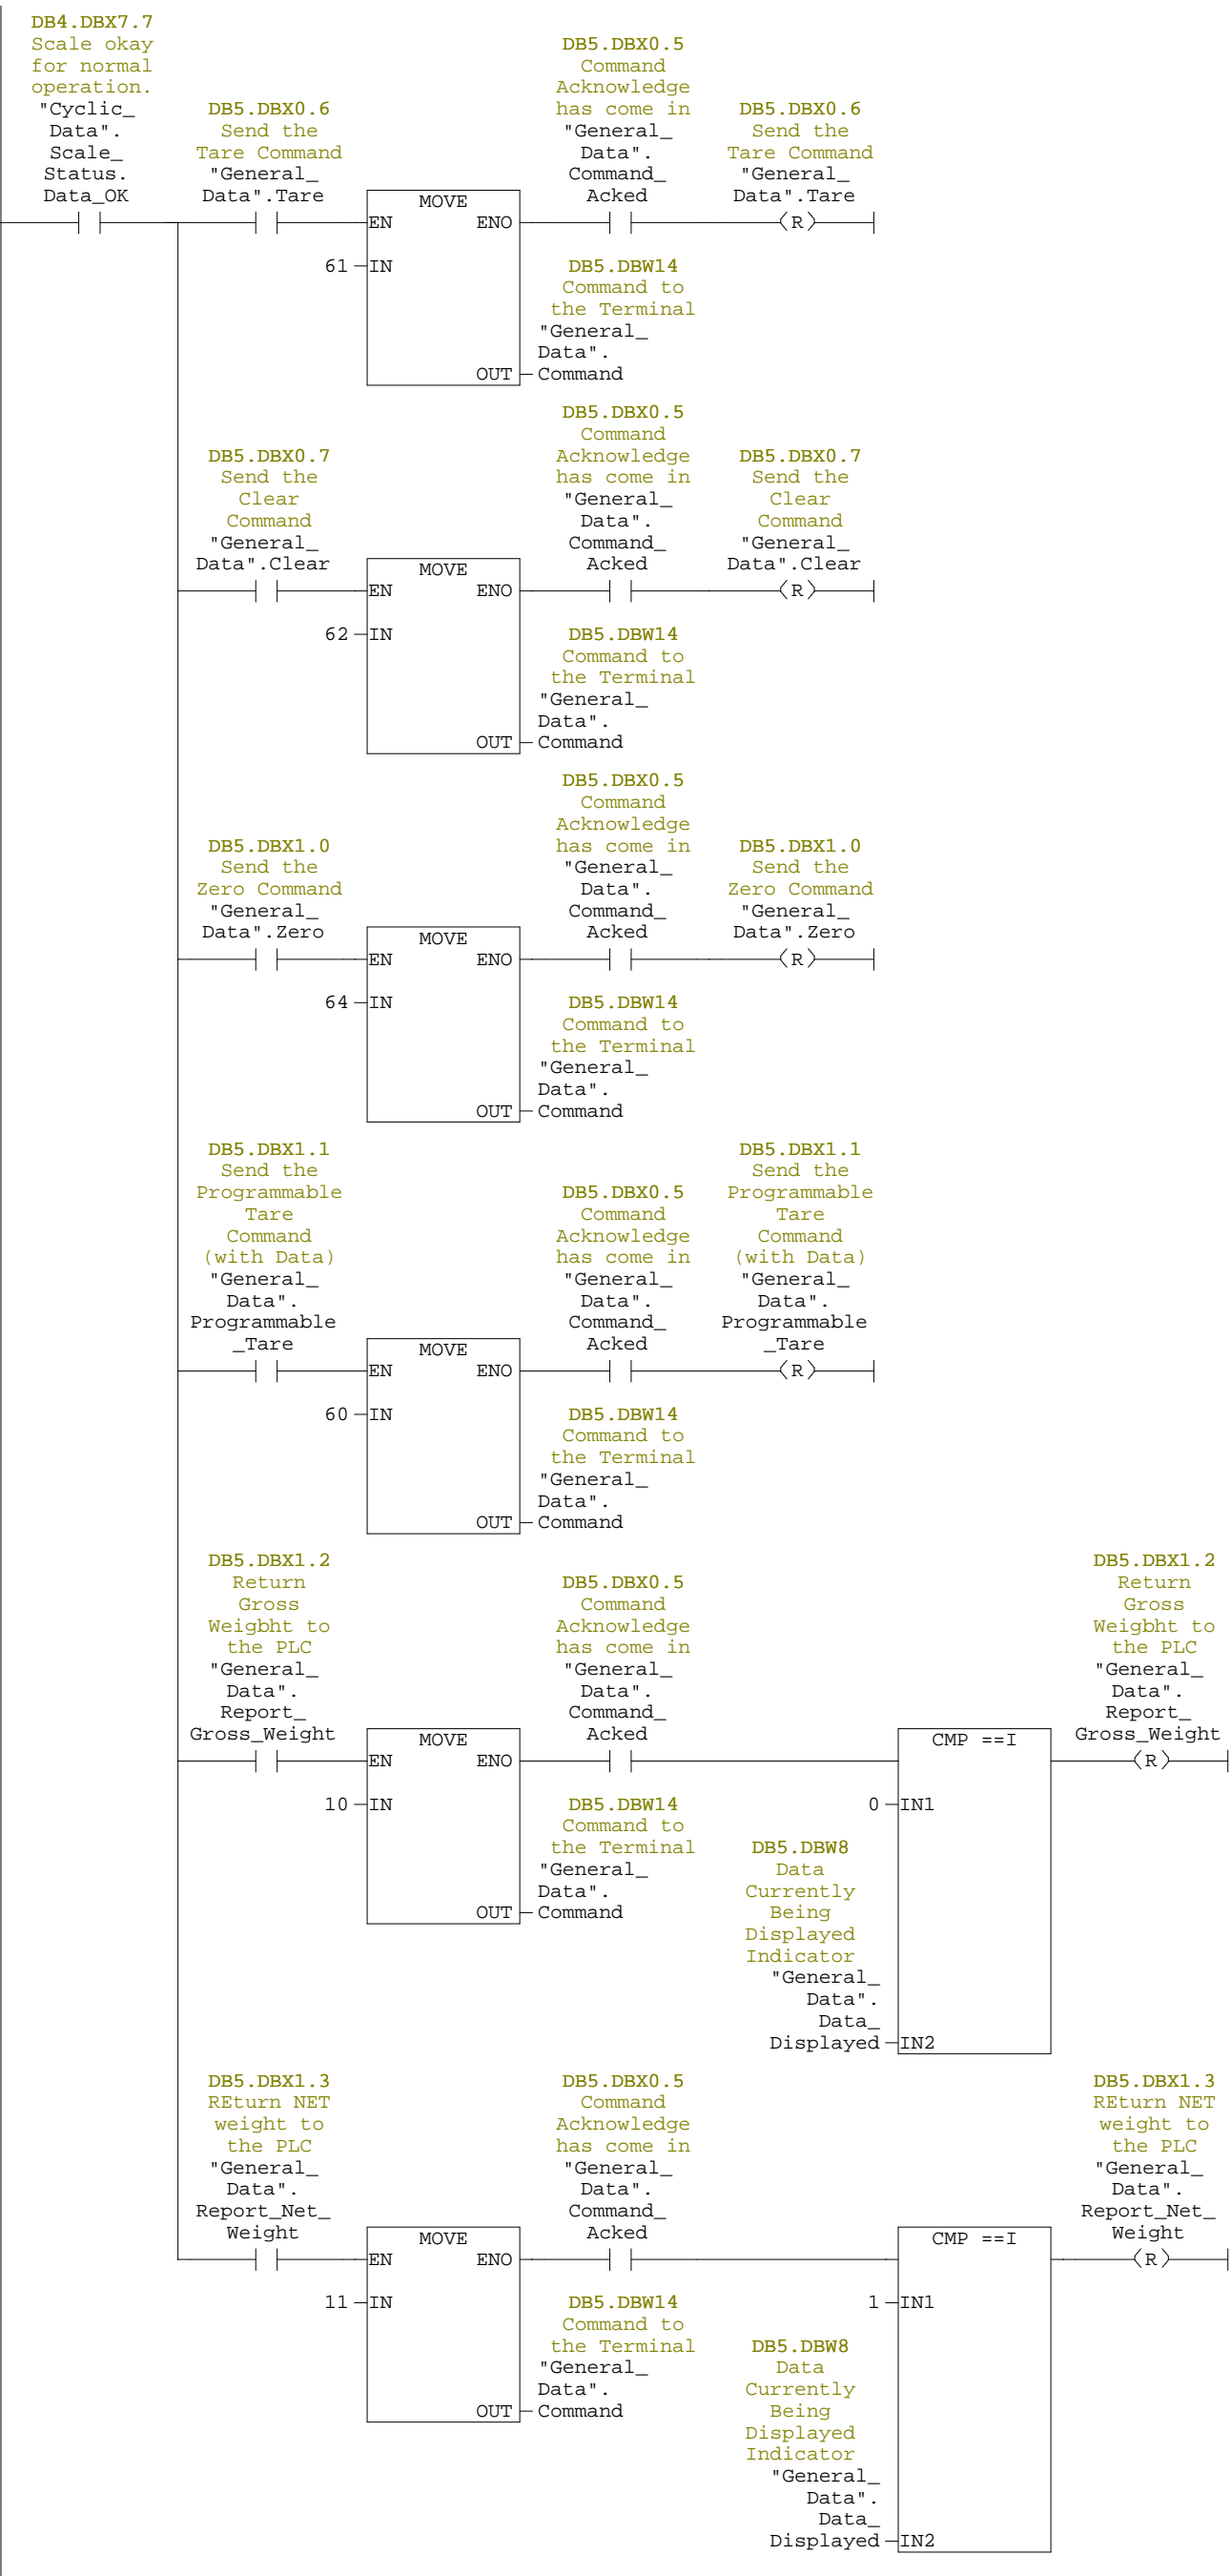 DB4.DBX7.7
Scale okay
for normal
operation.
"Cyclic_
Data".
Scale_
Status.
Data_OK
DB5.DBX0.6
Send the
Tare Command
"General_
Data".Tare
MOVE
EN
ENO
61
IN
OUT
DB5.DBX0.5
Command
Acknowledge
has come in
"General_
Data".
Command_
Acked
DB5.DBW14
Command to
the Terminal
"General_
Data".
Command
DB5.DBX0.6
Send the
Tare Command
"General_
Data".Tare
R
DB5.DBX0.7
Send the
Clear
Command
"General_
Data".Clear
MOVE
EN
ENO
62
IN
OUT
DB5.DBX0.5
Command
Acknowledge
has come in
"General_
Data".
Command_
Acked
DB5.DBW14
Command to
the Terminal
"General_
Data".
Command
DB5.DBX0.7
Send the
Clear
Command
"General_
Data".Clear
R
DB5.DBX1.0
Send the
Zero Command
"General_
Data".Zero
MOVE
EN
ENO
64
IN
OUT
DB5.DBX0.5
Command
Acknowledge
has come in
"General_
Data".
Command_
Acked
DB5.DBW14
Command to
the Terminal
"General_
Data".
Command
DB5.DBX1.0
Send the
Zero Command
"General_
Data".Zero
R
DB5.DBX1.1
Send the
Programmable
Tare
Command
(with Data)
"General_
Data".
Programmable
_Tare
MOVE
EN
ENO
60
IN
OUT
DB5.DBX0.5
Command
Acknowledge
has come in
"General_
Data".
Command_
Acked
DB5.DBW14
Command to
the Terminal
"General_
Data".
Command
DB5.DBX1.1
Send the
Programmable
Tare
Command
(with Data)
"General_
Data".
Programmable
_Tare
R
DB5.DBX1.2
Return
Gross
Weigbht to
the PLC
"General_
Data".
Report_
Gross_Weight
MOVE
EN
ENO
10
IN
OUT
DB5.DBX0.5
Command
Acknowledge
has come in
"General_
Data".
Command_
Acked
DB5.DBW14
Command to
the Terminal
"General_
Data".
Command
CMP ==I
0
IN1
DB5.DBW8
Data
Currently
Being
Displayed
Indicator
"General_
Data".
Data_
Displayed
IN2
DB5.DBX1.2
Return
Gross
Weigbht to
the PLC
"General_
Data".
Report_
Gross_Weight
R
DB5.DBX1.3
REturn NET
weight to
the PLC
"General_
Data".
Report_Net_
Weight
MOVE
EN
ENO
11
IN
OUT
DB5.DBX0.5
Command
Acknowledge
has come in
"General_
Data".
Command_
Acked
DB5.DBW14
Command to
the Terminal
"General_
Data".
Command
CMP ==I
1
IN1
DB5.DBW8
Data
Currently
Being
Displayed
Indicator
"General_
Data".
Data_
Displayed
IN2
DB5.DBX1.3
REturn NET
weight to
the PLC
"General_
Data".
Report_Net_
Weight
R